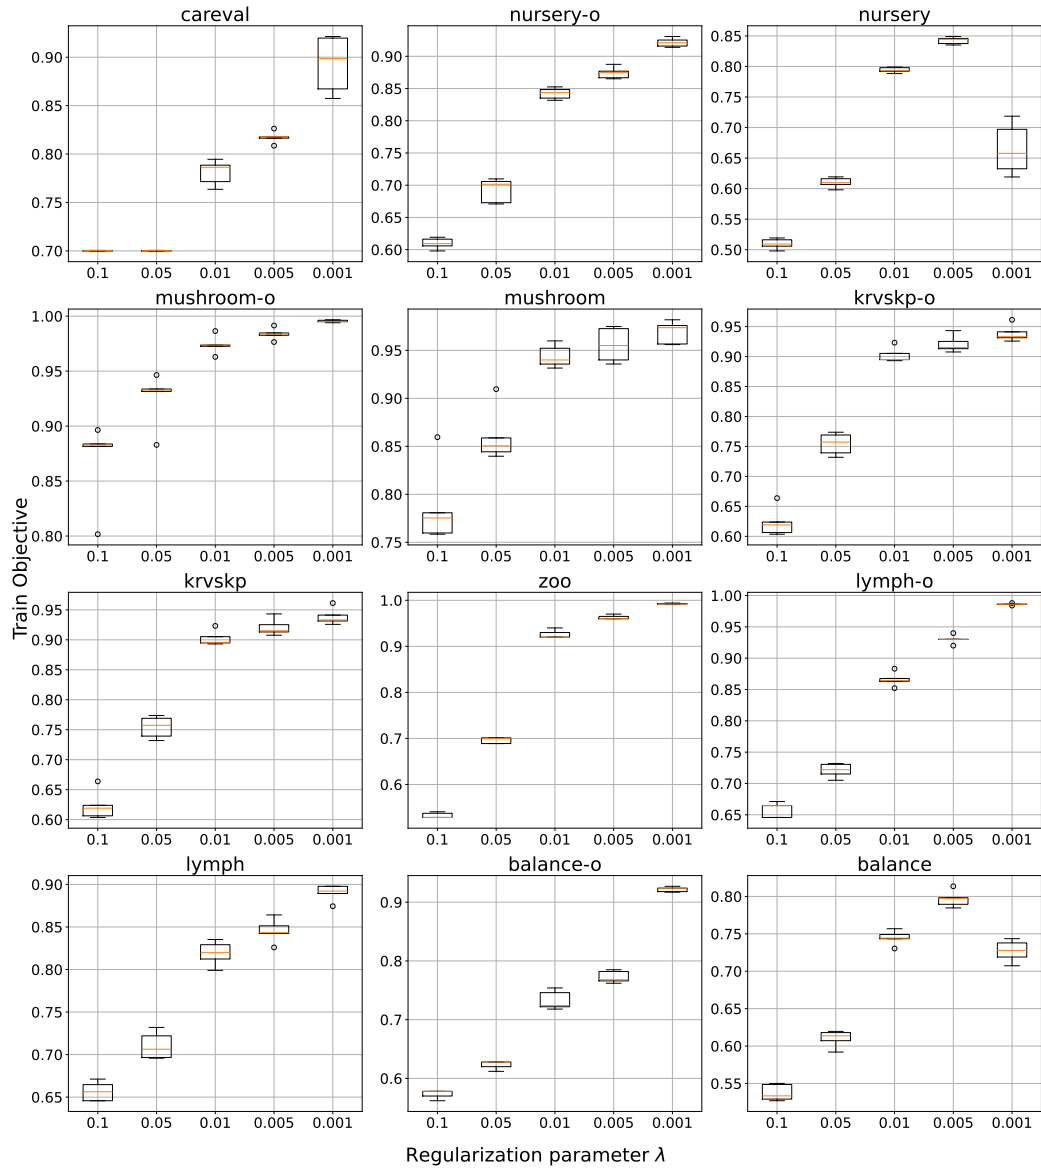 careval
0.90
0.85
0.80
0.75
0.70
0.1 0.05 0.01 0.005 0.001
nursery-o
0.90
0.85
0.80
0.75
0.70
0.65
0.60
0.1 0.05 0.01 0.005 0.001
nursery
0.85
0.80
0.75
0.70
0.65
0.60
0.55
0.50
0.1 0.05 0.01 0.005 0.001
mushroom-o
1.00
0.95
0.90
0.85
0.80
0.1 0.05 0.01 0.005 0.001
mushroom
0.95
0.90
0.85
0.80
0.75
0.1 0.05 0.01 0.005 0.001
krvskp-o
0.95
0.90
0.85
0.80
0.75
0.70
0.65
0.60
0.1 0.05 0.01 0.005 0.001
Train Objective
krvskp
0.95
0.90
0.85
0.80
0.75
0.70
0.65
0.60
0.1 0.05 0.01 0.005 0.001
zoo
1.0
0.9
0.8
0.7
0.6
0.1 0.05 0.01 0.005 0.001
lymph-o
1.00
0.95
0.90
0.85
0.80
0.75
0.70
0.65
0.1 0.05 0.01 0.005 0.001
lymph
0.90
0.85
0.80
0.75
0.70
0.65
0.1 0.05 0.01 0.005 0.001
balance-o
0.9
0.8
0.7
0.6
0.1 0.05 0.01 0.005 0.001
balance
0.80
0.75
0.70
0.65
0.60
0.55
0.1 0.05 0.01 0.005 0.001
Regularization parameter λ